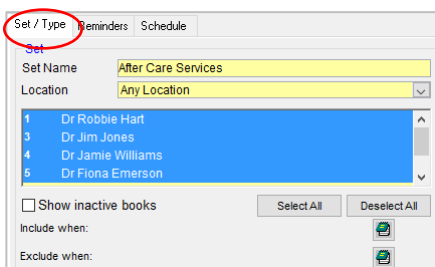 Set / Type Reminders Schedule
Set
Set Name After Care Services
Location Any Location
1 Dr Robbie Hart
3 Dr Jim Jones
4 Dr Jamie Williams
5 Dr Fiona Emerson
Show inactive books Select All Deselect All
Include when:
Exclude when: